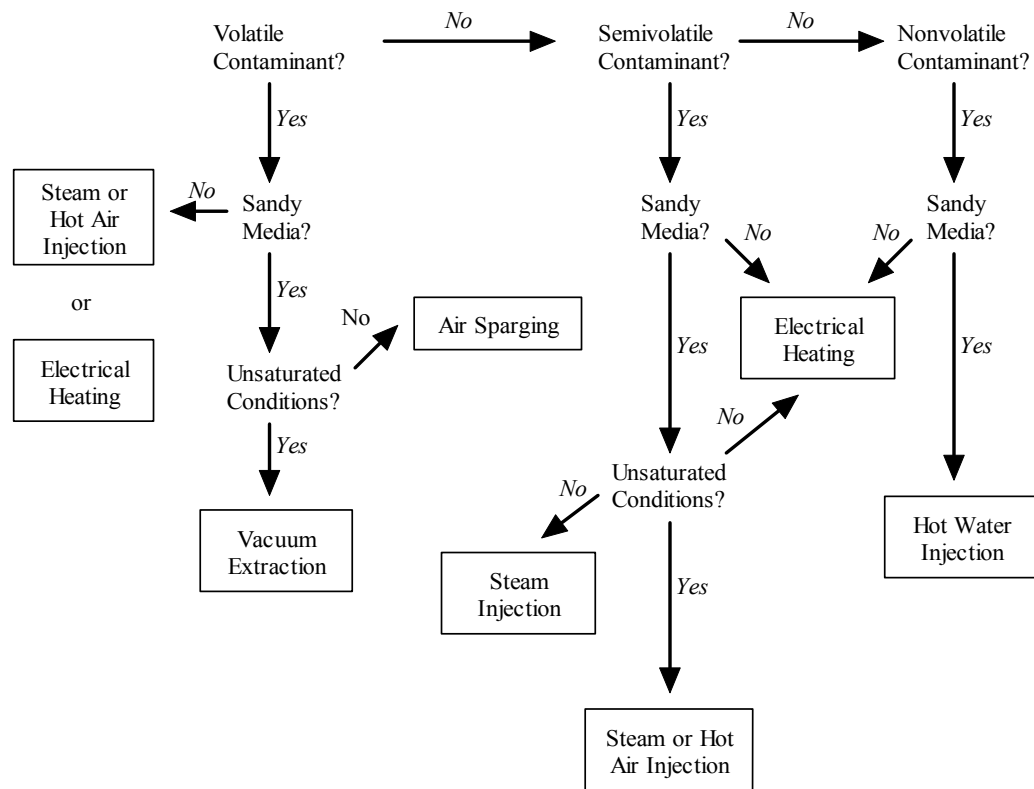 Volatile
Contaminant?
No
Semivolatile
Contaminant?
No
Nonvolatile
Contaminant?
Yes
Yes
Yes
Steam or
Hot Air
Injection
No
Sandy
Media?
Sandy
Media?
No
No
Sandy
Media?
or
Yes
Electrical
Heating
No
Air Sparging
Electrical
Heating
Yes
Yes
Unsaturated
Conditions?
Yes
No
Unsaturated
Conditions?
No
Vacuum
Extraction
Steam
Injection
Yes
Hot Water
Injection
Steam or Hot
Air Injection